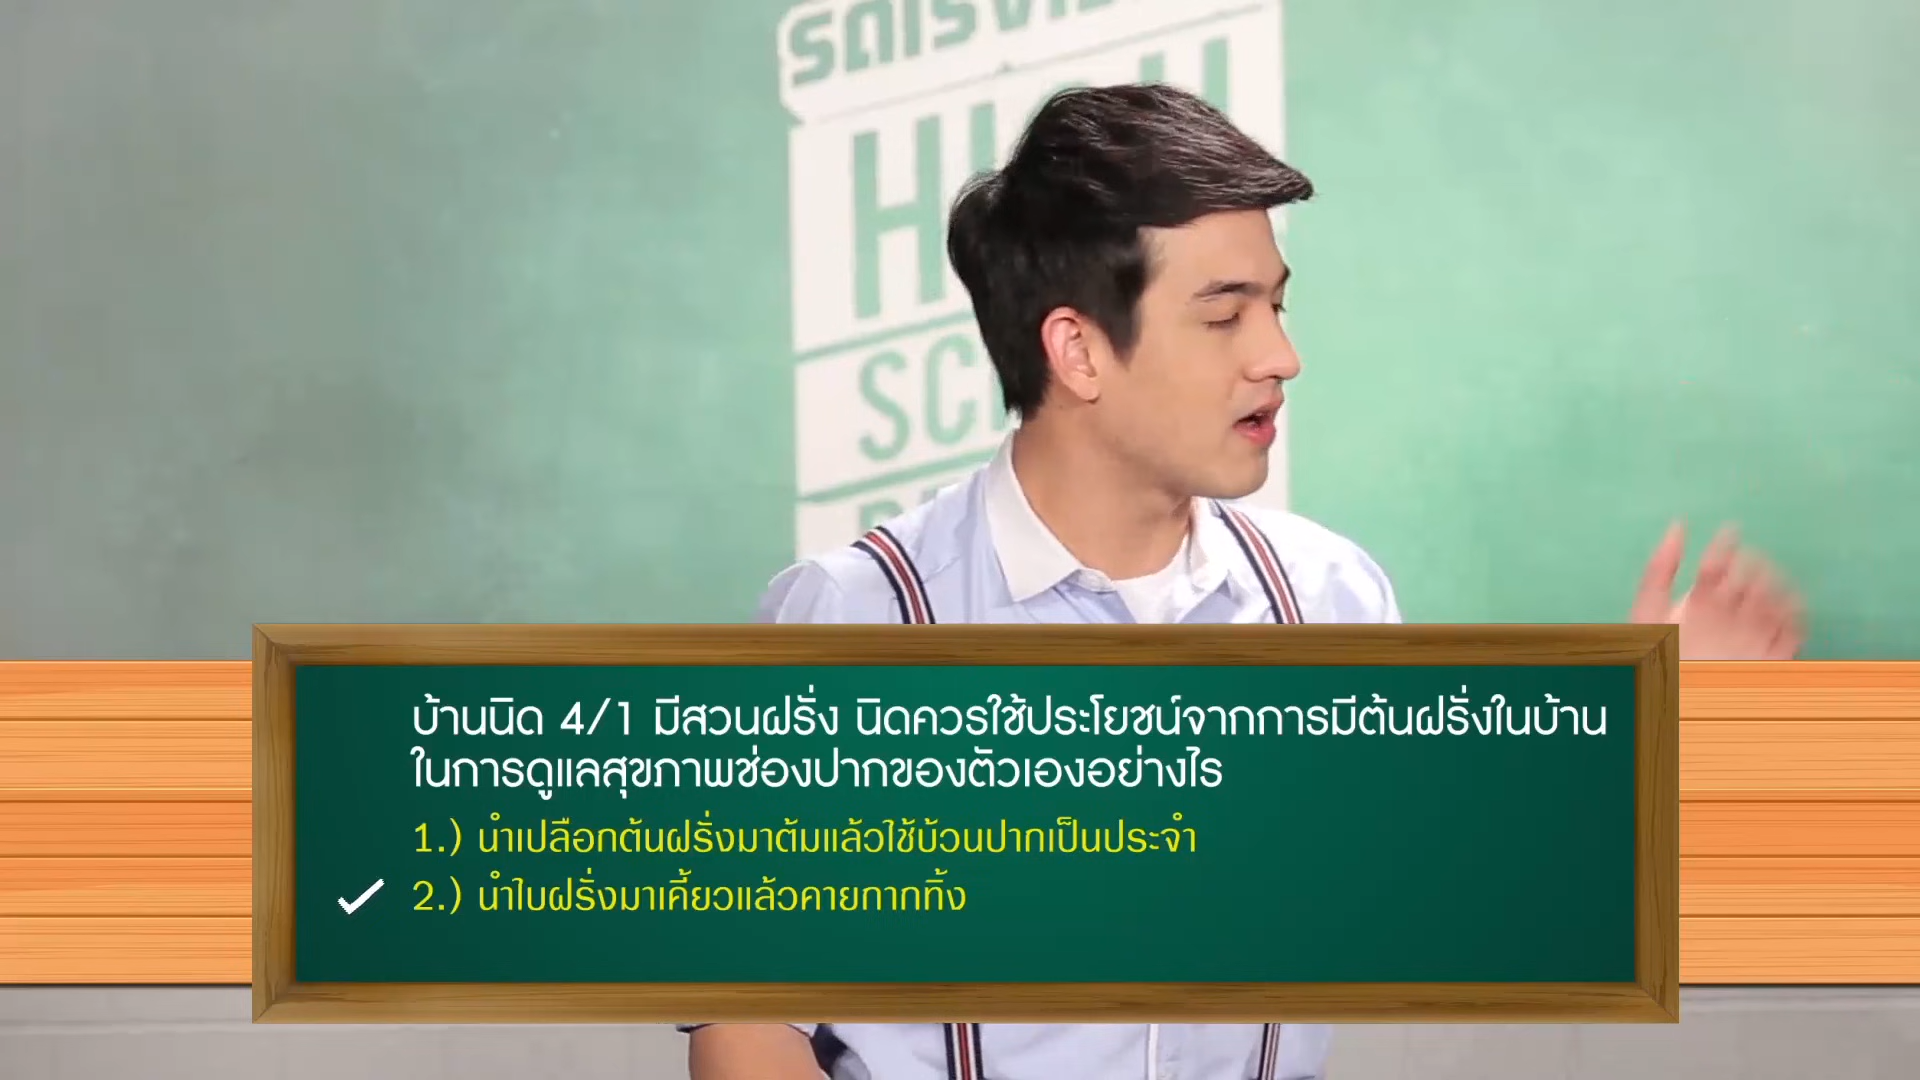 HIGH
บ้านนิด 4/1 มีสวนฝรั่ง นิดควรใช้ประโยชน์จากการมีต้นฝรั่งในบ้าน
ในการดูแลสุขภาพช่องปากของตัวเองอย่างไร
1.) นำเปลือกต้นฝรั่งมาต้มแล้วใช้บ้วนปากเป็นประจำ
2.) นำใบฝรั่งมาเคี้ยวแล้วคายกากทิ้ง